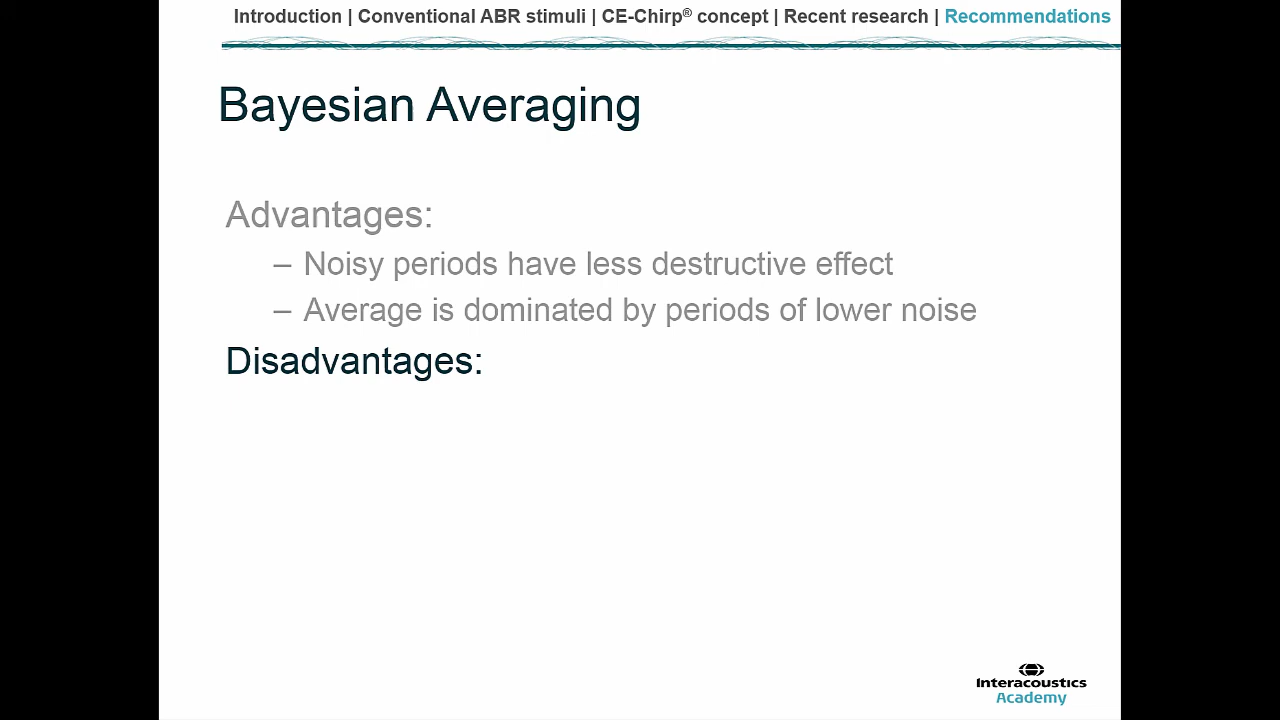 Introduction | Conventional ABR stimuli | CE-Chirp® concept | Recent research | Recommendations
Bayesian Averaging
Advantages:
– Noisy periods have less destructive effect
– Average is dominated by periods of lower noise
Disadvantages:
Interacoustics
Academy